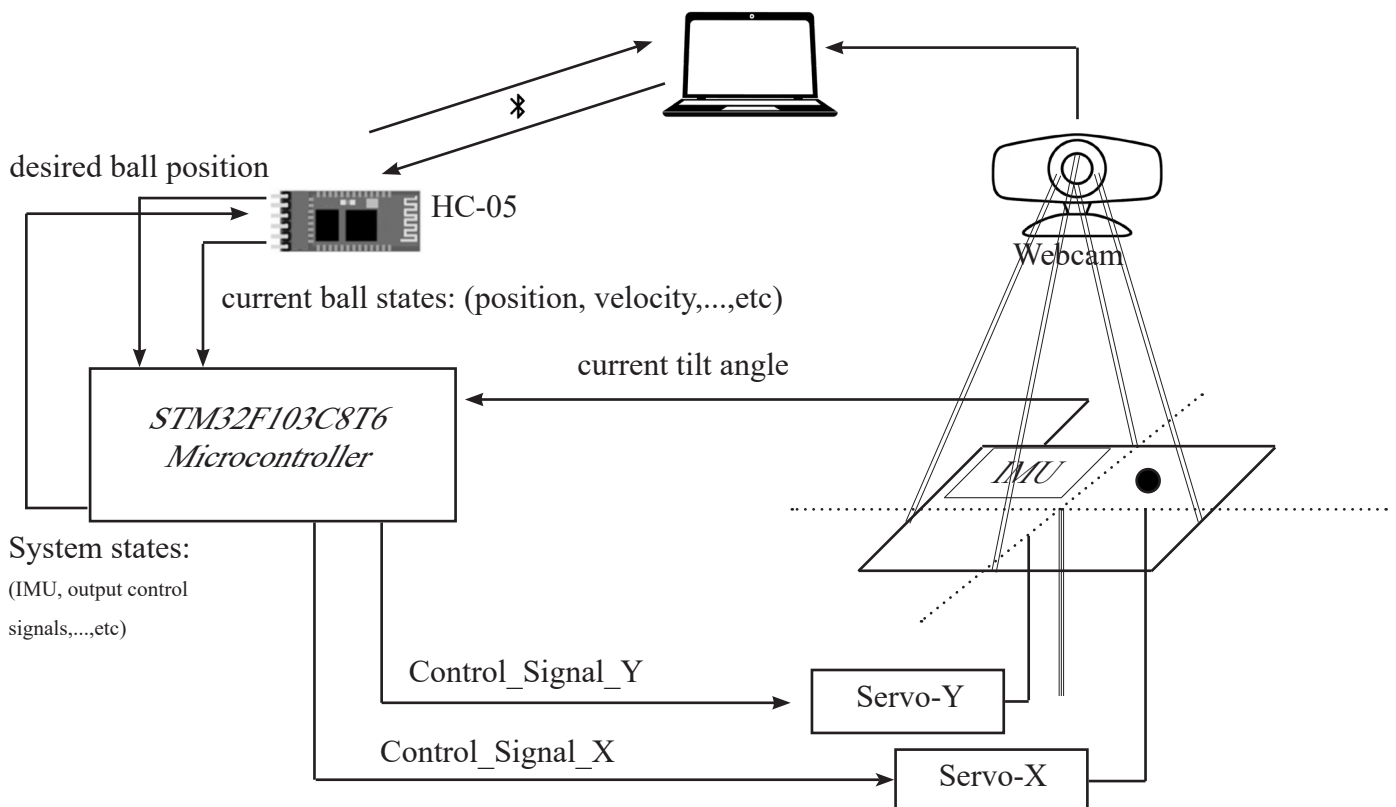 desired ball position
HC-05
Webcam
current ball states: (position, velocity,...,etc)
current tilt angle
STM32F103C8T6
Microcontroller
IMU
System states:
(IMU, output control
signals,...,etc)
Control_Signal_Y
Servo-Y
Control_Signal_X
Servo-X